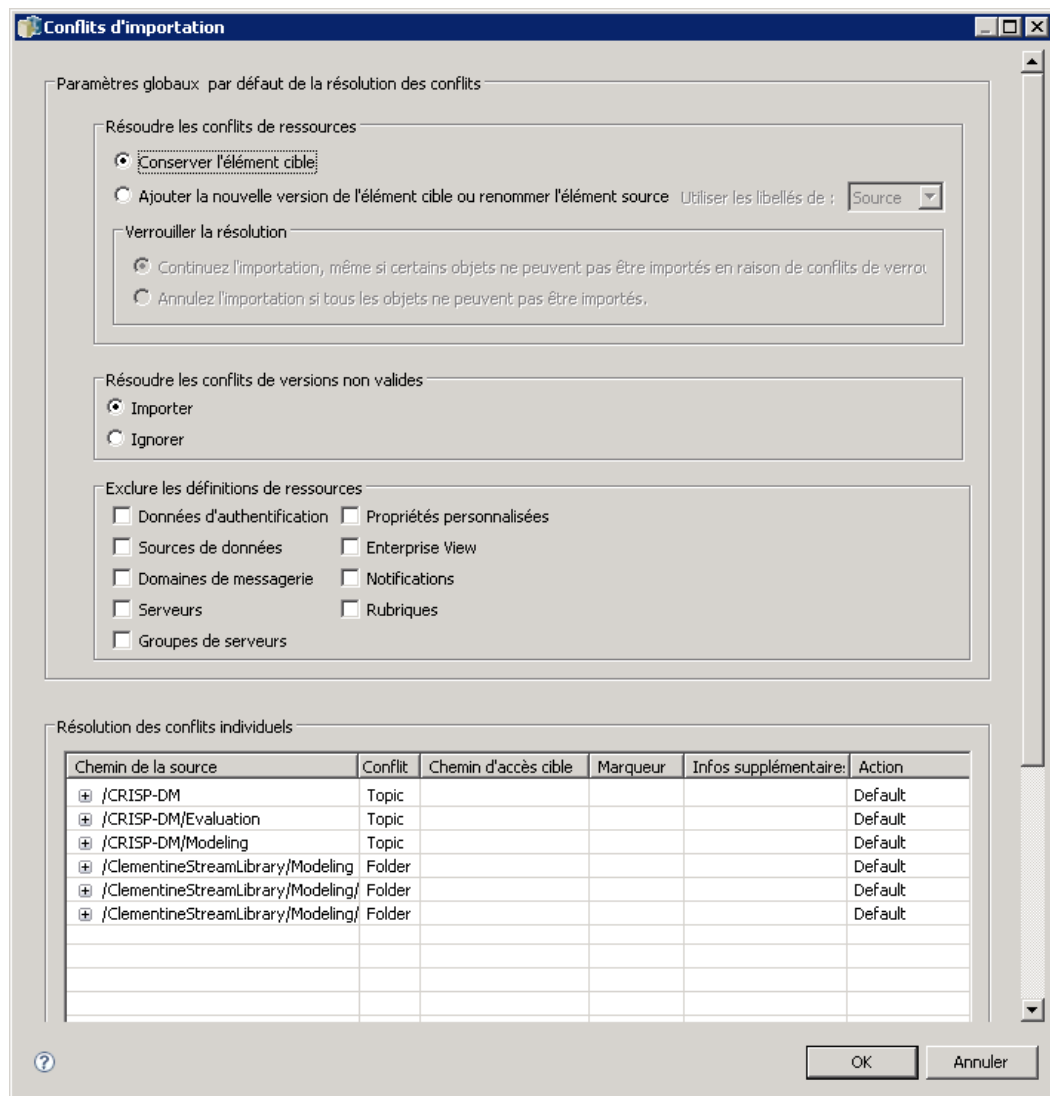 Conflits d'importation
Paramètres globaux par défaut de la résolution des conflits
Résoudre les conflits de ressources
Conserver l'élément cible
Ajouter la nouvelle version de l'élément cible ou renommer l'élément source Utiliser les libellés de : Source
Verrouiller la résolution
Continuez l'importation, même si certains objets ne peuvent pas être importés en raison de conflits de verrou
Annulez l'importation si tous les objets ne peuvent pas être importés.
Résoudre les conflits de versions non valides
Importer
Ignorer
Exclure les définitions de ressources
Données d'authentification Propriétés personnalisées
Sources de données Enterprise View
Domaines de messagerie Notifications
Serveurs Rubriques
Groupes de serveurs
Résolution des conflits individuels
Chemin de la source Conflit Chemin d'accès cible Marqueur Infos supplémentaires Action
/CRISP-DM Topic Default
/CRISP-DM/Evaluation Topic Default
/CRISP-DM/Modeling Topic Default
/ClementineStreamLibrary/Modeling Folder Default
/ClementineStreamLibrary/Modeling/ Folder Default
/ClementineStreamLibrary/Modeling/ Folder Default
OK Annuler